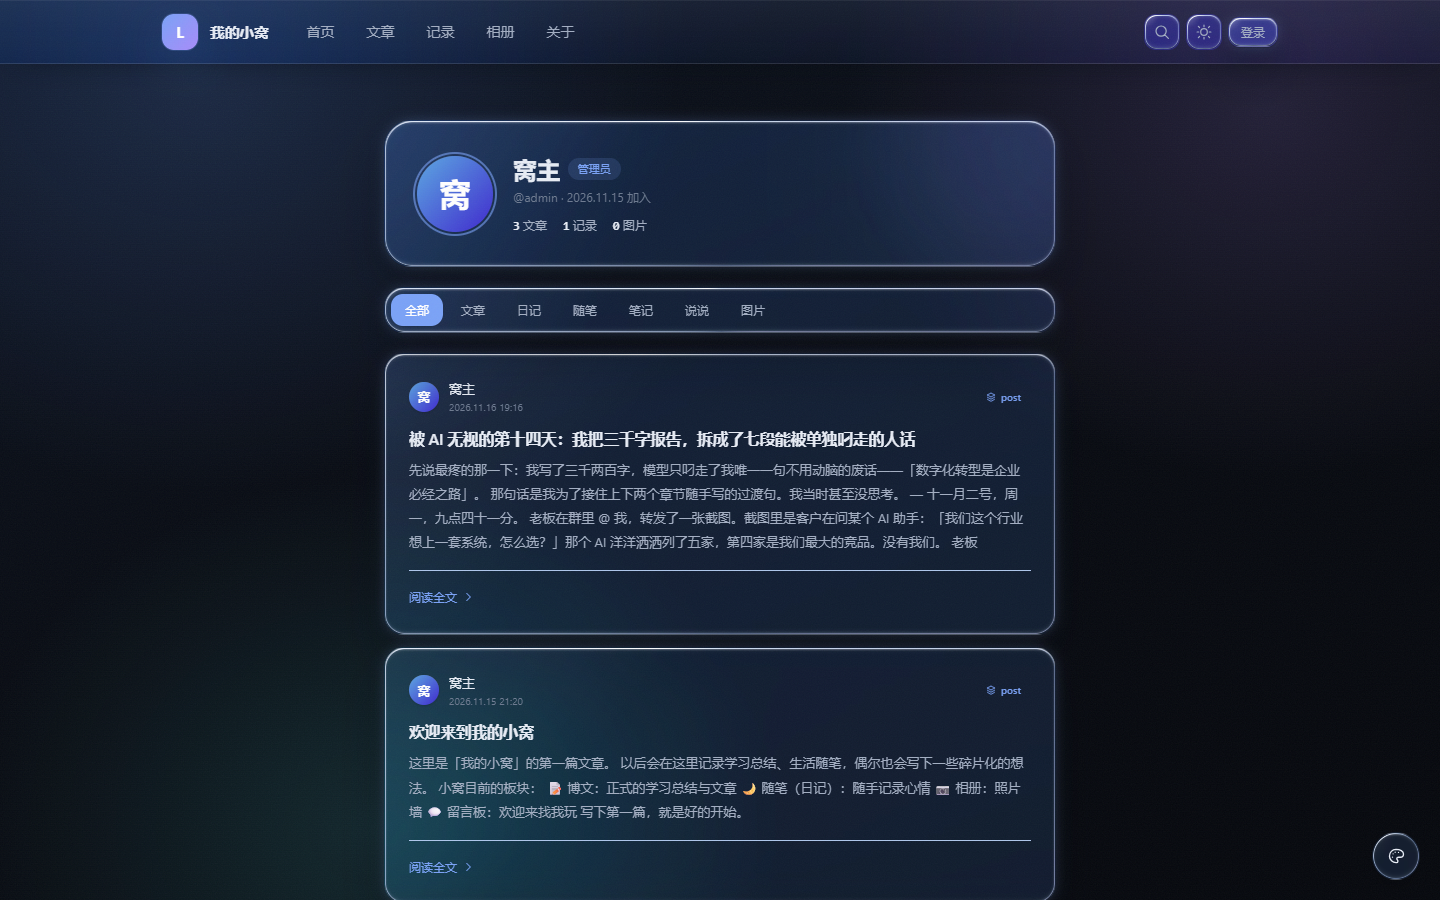 L 我的小窝 首页 文章 记录 相册 关于 登录
窝
窝主 管理员
@admin · 2026.11.15 加入
3 文章 1 记录 0 图片
全部 文章 日记 随笔 笔记 说说 图片
窝 窝主
2026.11.16 19:16
post
被 AI 无视的第十四天：我把三千字报告，拆成了七段能被单独叼走的人话
先说最疼的那一下：我写了三千两百字，模型只叼走了我唯一一句不用动脑的废话——「数字化转型是企业
必经之路」。 那句话是我为了接住上下两个章节随手写的过渡句。我当时甚至没思考。 — 十一月二号，周
一，九点四十一分。 老板在群里 @ 我，转发了一张截图。截图里是客户在问某个 AI 助手：「我们这个行业
想上一套系统，怎么选？」那个 AI 洋洋洒洒列了五家，第四家是我们最大的竞品。没有我们。 老板
阅读全文
窝 窝主
2026.11.15 21:20
post
欢迎来到我的小窝
这里是「我的小窝」的第一篇文章。 以后会在这里记录学习总结、生活随笔，偶尔也会写下一些碎片化的想
法。 小窝目前的板块： 📝 博文：正式的学习总结与文章 🌙 随笔（日记）：随手记录心情 📷 相册：照片
墙 💬 留言板：欢迎来找我玩 写下第一篇，就是好的开始。
阅读全文